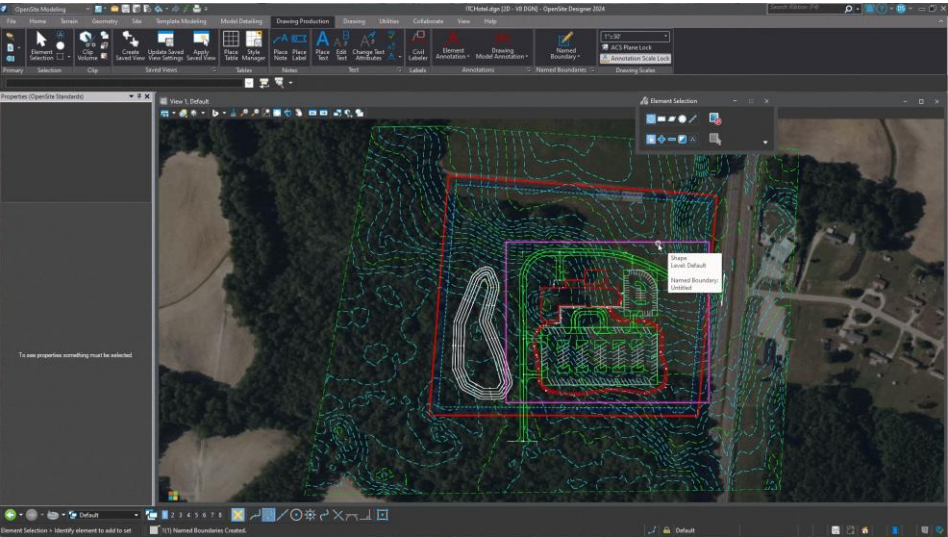 OpenSite Modeling
ITCHotel.dgn [2D - V8 DGN] - OpenSite Designer 2024
Search Ribbon (F4)
BS
File Home Terrain Geometry Site Template Modeling Model Detailing Drawing Production Drawing Utilities Collaborate View Help
Element Selection
Clip Volume
Create Saved View
Update Saved View Settings
Apply Saved View
Place Table
Style Manager
Place Note
Place Label
Place Text
Edit Text
Change Text Attributes
Civil Labeler
Element Annotation
Drawing Model Annotation
Named Boundary
1"=30'
ACS Plane Lock
Annotation Scale Lock
Primary Selection Clip Saved Views Tables Notes Text Labels Annotations Named Boundaries Drawing Scales
Properties (OpenSite Standards)
View 1, Default
Element Selection
Shape
Level: Default
Named Boundary:
Untitled
To see properties something must be selected.
Default
1 2 3 4 5 6 7 8
Element Selection > Identify element to add to set
1(1) Named Boundaries Created.
Default